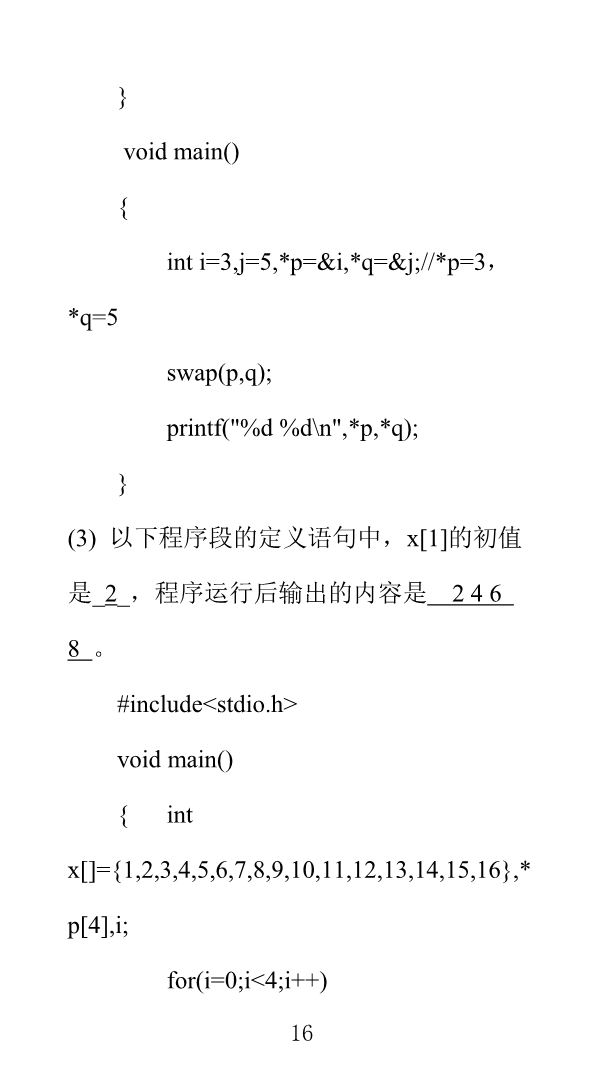 }
void main()
{
int i=3,j=5,*p=&i,*q=&j;//*p=3，
*q=5
swap(p,q);
printf("%d %d\n",*p,*q);
}
(3) 以下程序段的定义语句中，x[1]的初值
是_2_，程序运行后输出的内容是__2 4 6_
8_。
#include<stdio.h>
void main()
{ int
x[]={1,2,3,4,5,6,7,8,9,10,11,12,13,14,15,16},*
p[4],i;
for(i=0;i<4;i++)
16